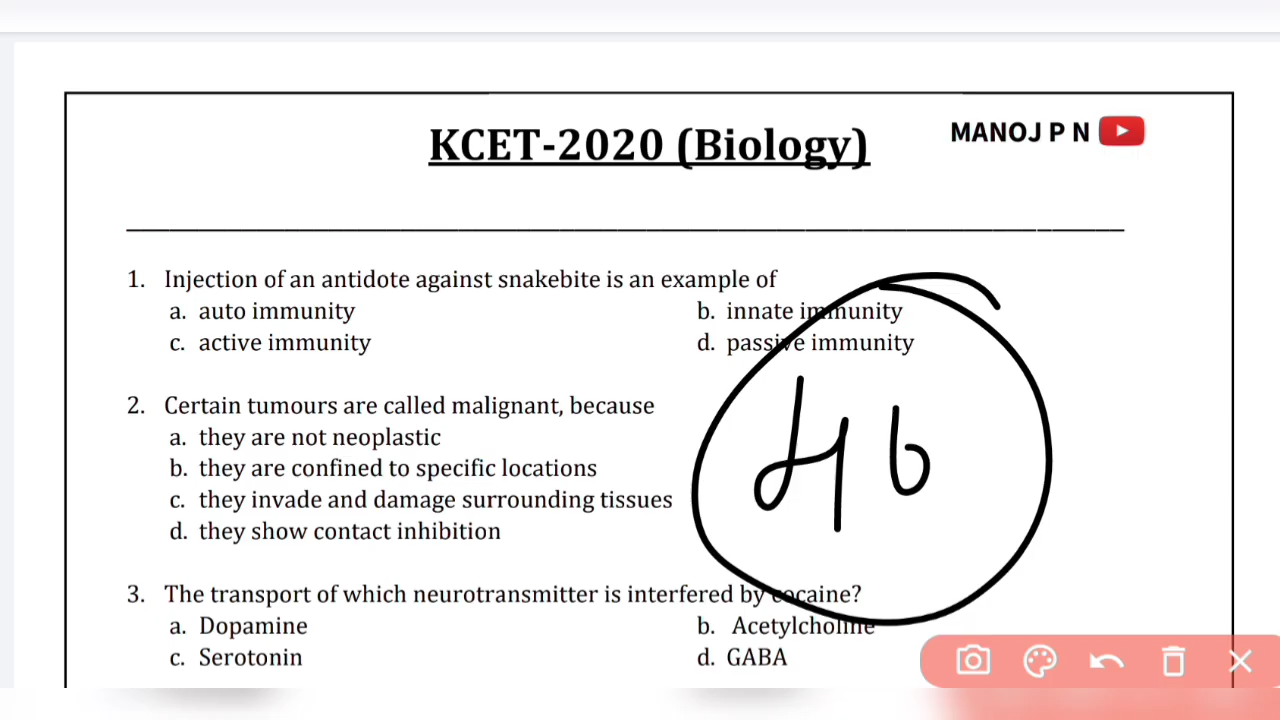 KCET-2020 (Biology)
MANOJ P N
1. Injection of an antidote against snakebite is an example of
a. auto immunity b. innate immunity
c. active immunity d. passive immunity
2. Certain tumours are called malignant, because
a. they are not neoplastic
b. they are confined to specific locations
c. they invade and damage surrounding tissues
d. they show contact inhibition
46
3. The transport of which neurotransmitter is interfered by cocaine?
a. Dopamine b. Acetylcholine
c. Serotonin d. GABA